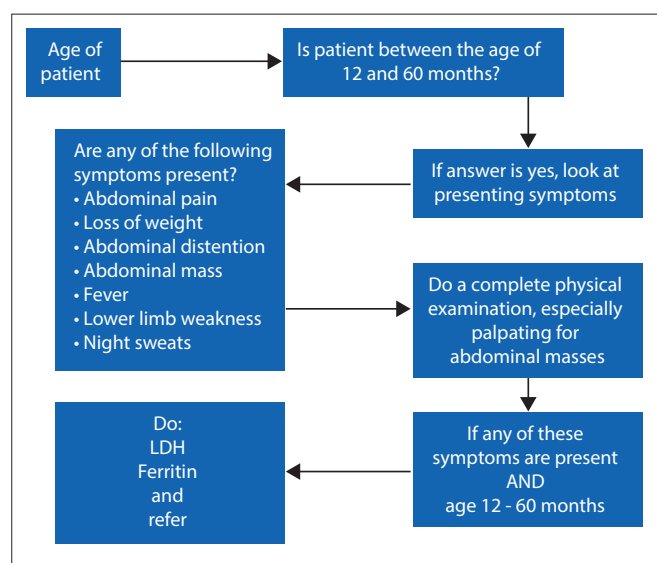 Age of
patient
Is patient between the age of
12 and 60 months?
If answer is yes, look at
presenting symptoms
Are any of the following
symptoms present?
• Abdominal pain
• Loss of weight
• Abdominal distention
• Abdominal mass
• Fever
• Lower limb weakness
• Night sweats
Do a complete physical
examination, especially
palpating for
abdominal masses
If any of these
symptoms are present
AND
age 12 - 60 months
Do:
LDH
Ferritin
and
refer